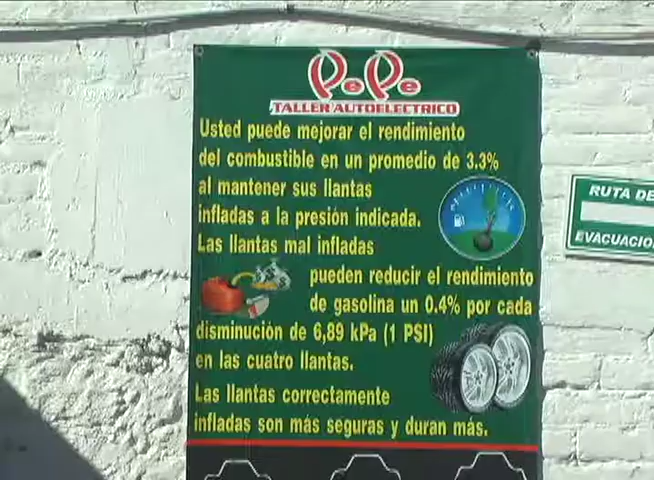 PePe
TALLER AUTOELECTRICO
Usted puede mejorar el rendimiento
del combustible en un promedio de 3.3%
al mantener sus llantas
infladas a la presión indicada.
Las llantas mal infladas
pueden reducir el rendimiento
de gasolina un 0.4% por cada
disminución de 6,89 kPa (1 PSI)
en las cuatro llantas.
Las llantas correctamente
infladas son más seguras y duran más.
RUTA DE
EVACUACIO